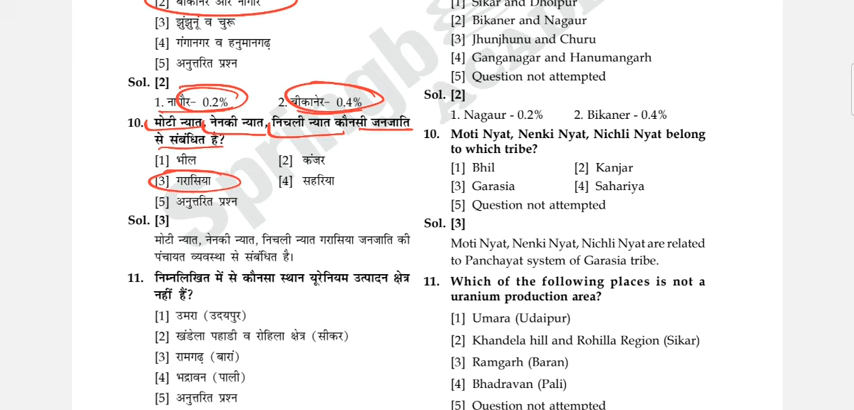 [2] बीकानेर और नागौर
[3] झुंझुनूं व चुरू
[4] गंगानगर व हनुमानगढ़
[5] अनुत्तरित प्रश्न
Sol. [2]
1. नागौर- 0.2% 2. बीकानेर- 0.4%
10. मोटी न्यात, नेनकी न्यात, निचली न्यात कौनसी जनजाति
से संबंधित है?
[1] भील [2] कंजर
[3] गरासिया [4] सहरिया
[5] अनुत्तरित प्रश्न
Sol. [3]
मोटी न्यात, नेनकी न्यात, निचली न्यात गरासिया जनजाति की
पंचायत व्यवस्था से संबंधित है।
11. निम्नलिखित में से कौनसा स्थान यूरेनियम उत्पादन क्षेत्र
नहीं हैं?
[1] उमरा (उदयपुर)
[2] खंडेला पहाडी व रोहिला क्षेत्र (सीकर)
[3] रामगढ़ (बारां)
[4] भद्रावन (पाली)
[5] अनुत्तरित प्रश्न
[1] Sikar and Dholpur
[2] Bikaner and Nagaur
[3] Jhunjhunu and Churu
[4] Ganganagar and Hanumangarh
[5] Question not attempted
Sol. [2]
1. Nagaur - 0.2% 2. Bikaner - 0.4%
10. Moti Nyat, Nenki Nyat, Nichli Nyat belong
to which tribe?
[1] Bhil [2] Kanjar
[3] Garasia [4] Sahariya
[5] Question not attempted
Sol. [3]
Moti Nyat, Nenki Nyat, Nichli Nyat are related
to Panchayat system of Garasia tribe.
11. Which of the following places is not a
uranium production area?
[1] Umara (Udaipur)
[2] Khandela hill and Rohilla Region (Sikar)
[3] Ramgarh (Baran)
[4] Bhadravan (Pali)
[5] Question not attempted